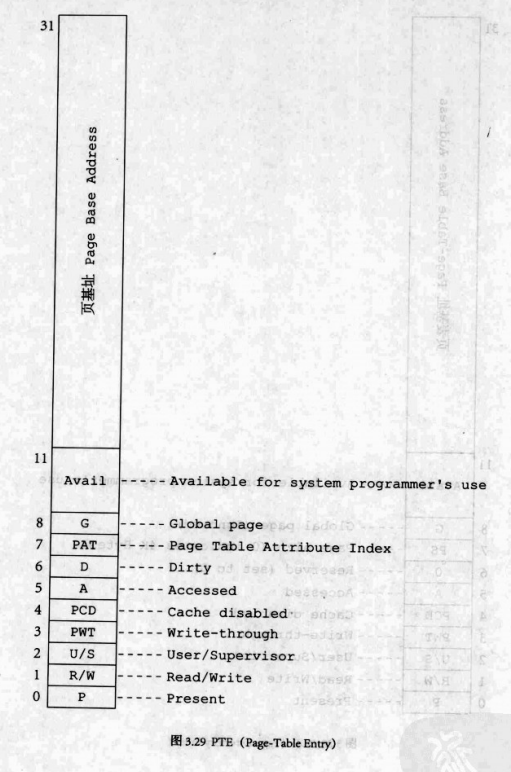 31
页基址 Page Base Address
11
Avail ----- Available for system programmer's use
8 G ----- Global page
7 PAT ----- Page Table Attribute Index
6 D ----- Dirty
5 A ----- Accessed
4 PCD ----- Cache disabled
3 PWT ----- Write-through
2 U/S ----- User/Supervisor
1 R/W ----- Read/Write
0 P ----- Present
图 3.29 PTE (Page-Table Entry)